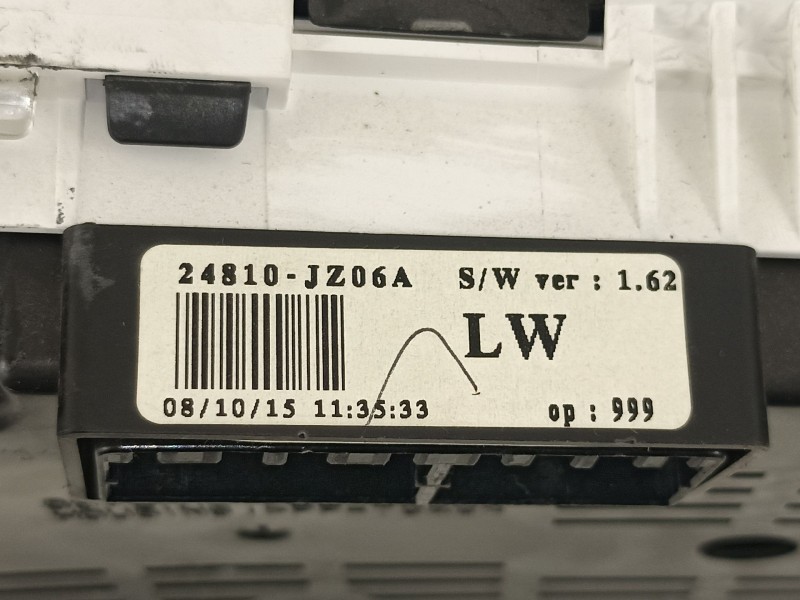 24810-JZ06A S/W ver : 1.62
LW
08/10/15 11:35:33 op : 999